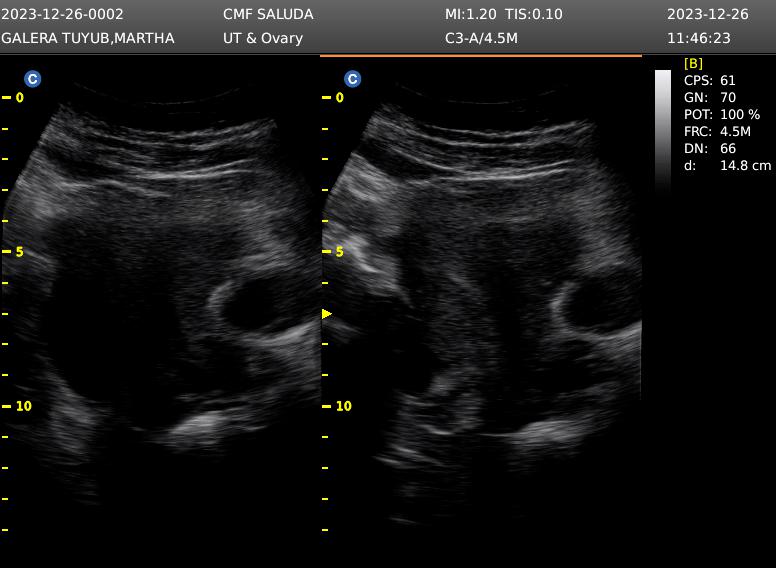 2023-12-26-0002 CMF SALUDA MI:1.20 TIS:0.10 2023-12-26
GALERA TUYUB,MARTHA UT & Ovary C3-A/4.5M 11:46:23
[B]
CPS: 61
GN: 70
POT: 100 %
FRC: 4.5M
DN: 66
d: 14.8 cm
C C
0 0
5 5
10 10